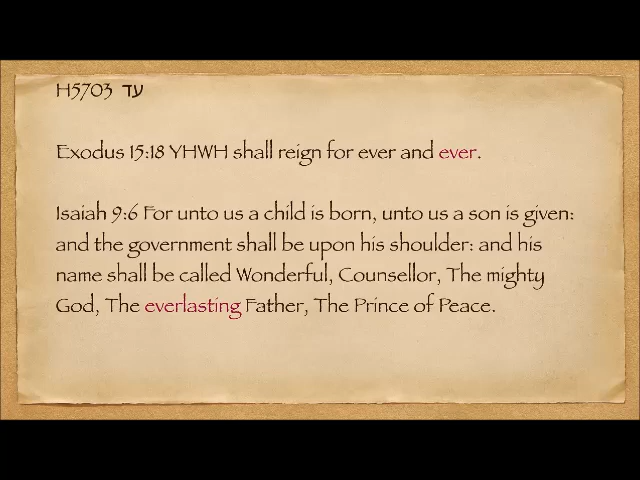 H5703 עד
Exodus 15:18 YHWH shall reign for ever and ever.
Isaiah 9:6 For unto us a child is born, unto us a son is given:
and the government shall be upon his shoulder: and his
name shall be called Wonderful, Counsellor, The mighty
God, The everlasting Father, The Prince of Peace.